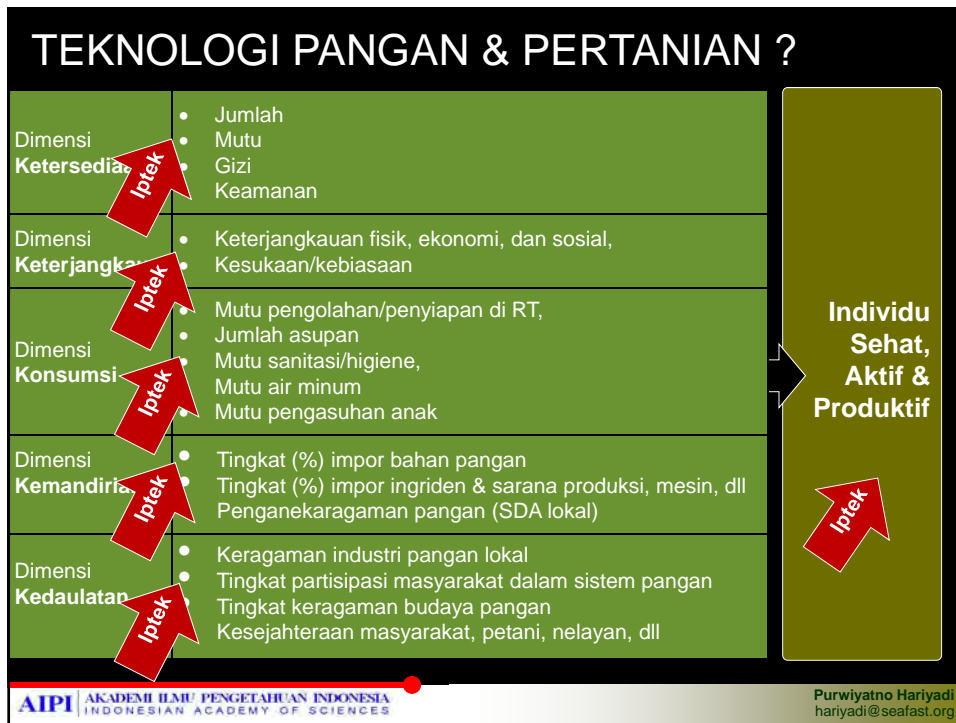 TEKNOLOGI PANGAN & PERTANIAN ?
Dimensi
Ketersediaa
Iptek
• Jumlah
• Mutu
• Gizi
Keamanan
Dimensi
Keterjangkau
Iptek
• Keterjangkauan fisik, ekonomi, dan sosial,
• Kesukaan/kebiasaan
Dimensi
Konsumsi
Iptek
• Mutu pengolahan/penyiapan di RT,
• Jumlah asupan
• Mutu sanitasi/higiene,
Mutu air minum
• Mutu pengasuhan anak
Dimensi
Kemandiria
Iptek
• Tingkat (%) impor bahan pangan
• Tingkat (%) impor ingriden & sarana produksi, mesin, dll
Penganekaragaman pangan (SDA lokal)
Dimensi
Kedaulatan
Iptek
• Keragaman industri pangan lokal
• Tingkat partisipasi masyarakat dalam sistem pangan
• Tingkat keragaman budaya pangan
Kesejahteraan masyarakat, petani, nelayan, dll
Individu
Sehat,
Aktif &
Produktif
Iptek
AIPI
AKADEMI ILMU PENGETAHUAN INDONESIA
INDONESIAN ACADEMY OF SCIENCES
Purwiyatno Hariyadi
hariyadi@seafast.org